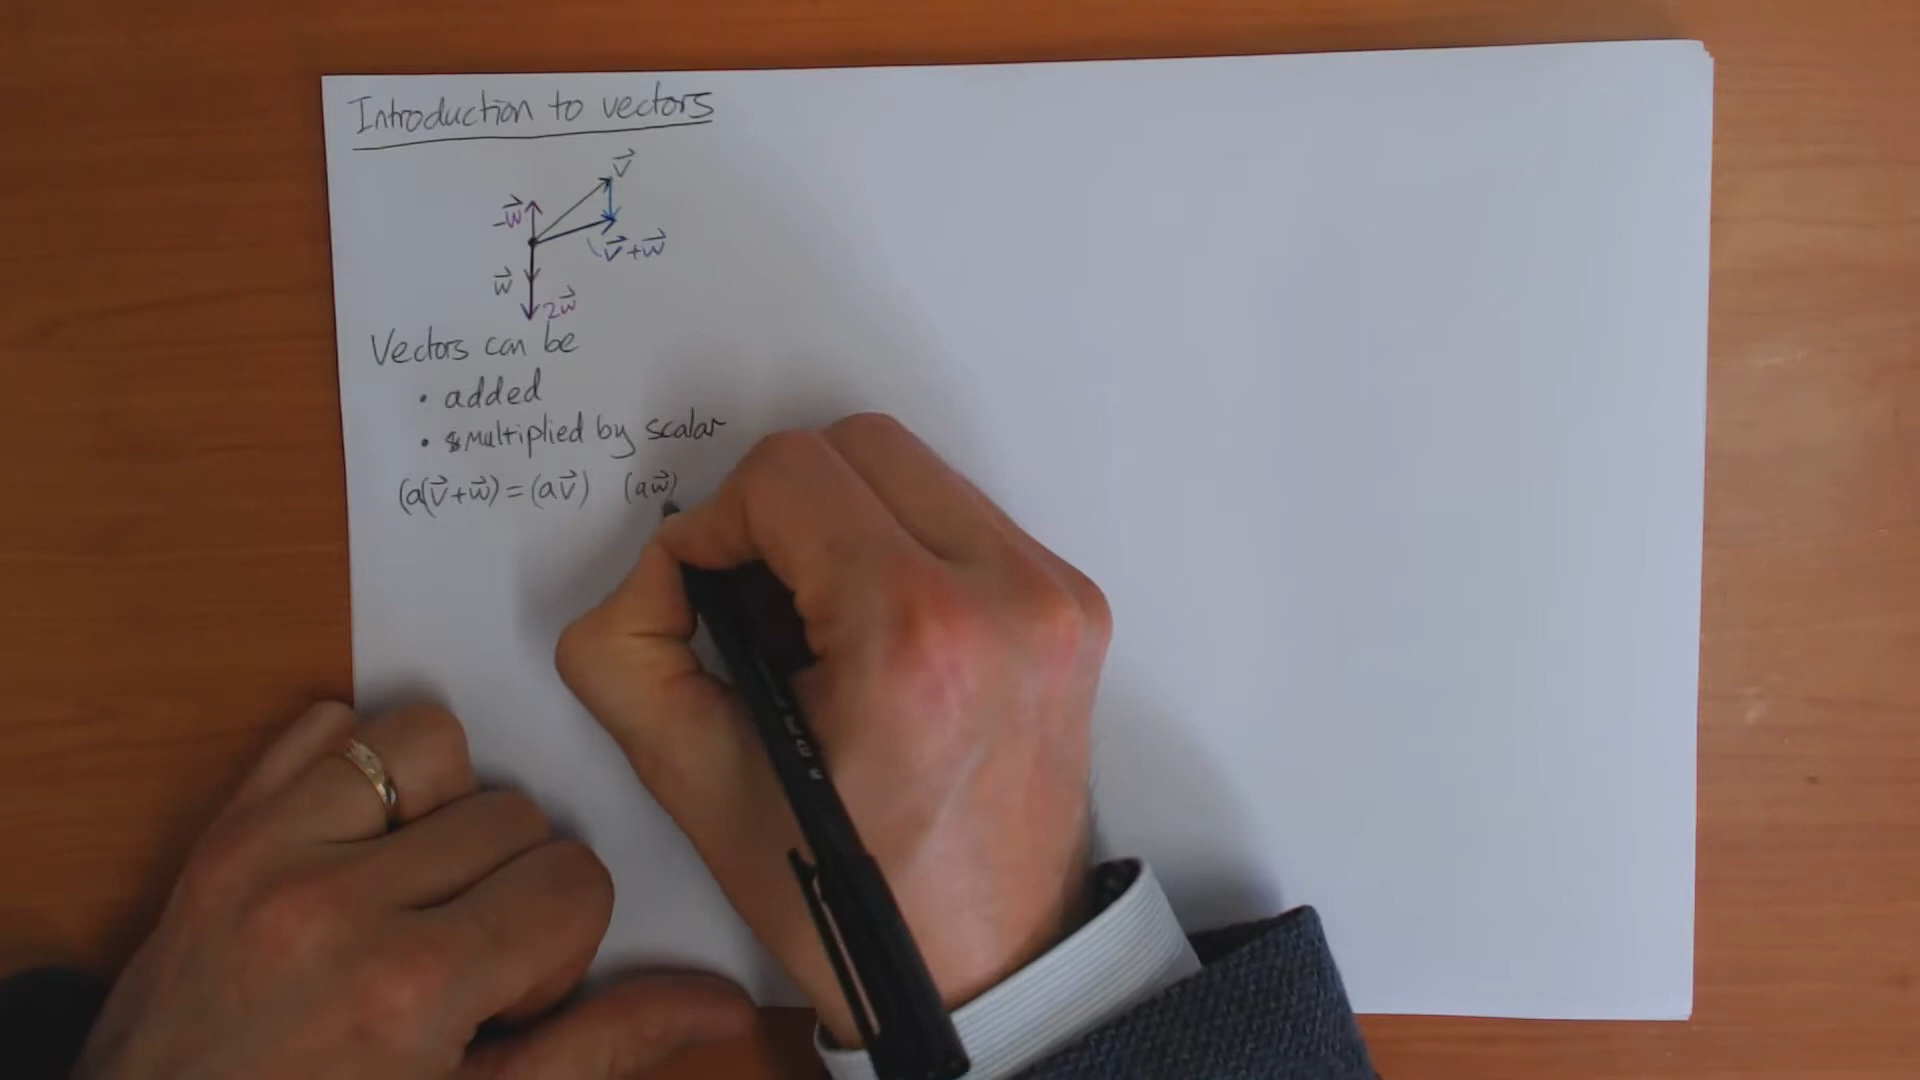 Introduction to vectors
v⃗
-w⃗
v⃗+w⃗
w⃗
2w⃗
Vectors can be
• added
• multiplied by scalar
(a(v⃗+w⃗)=(av⃗) (aw⃗)